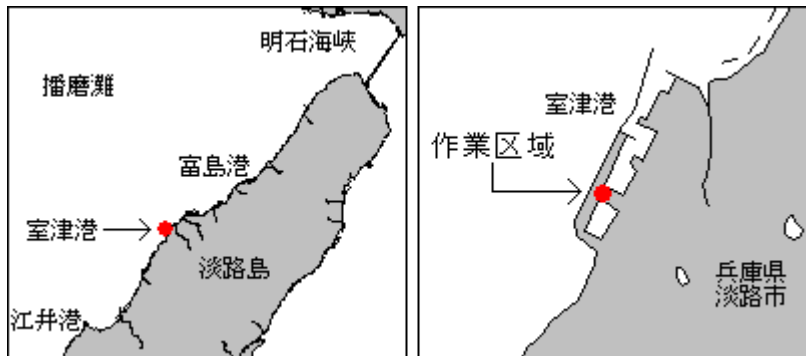 明石海峡
播磨灘
富島港
室津港
淡路島
江井港
室津港
作業区域
兵庫県
淡路市